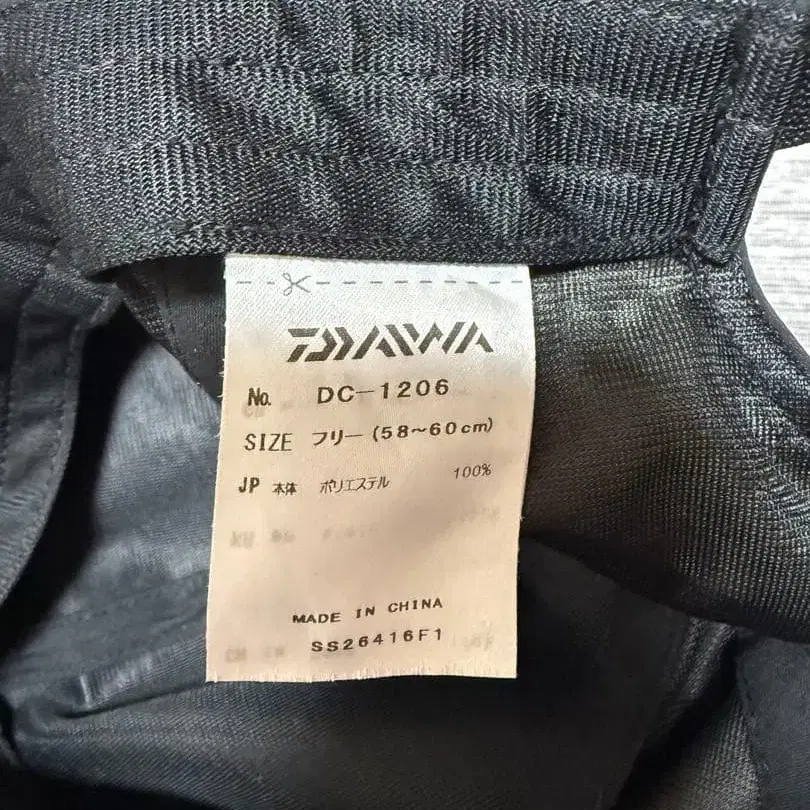 DAIWA
No. DC-1206
SIZE フリー(58~60cm)
JP 本体 ポリエステル 100%
MADE IN CHINA
SS26416F1